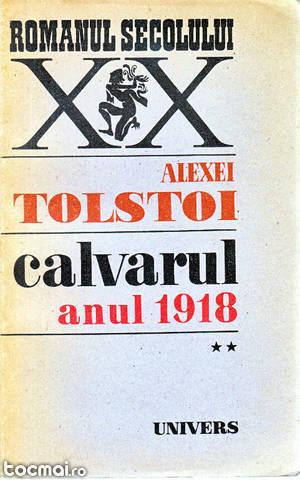 ROMANUL SECOLULUI
XX
ALEXEI
TOLSTOI
calvarul
anul 1918
**
UNIVERS
tocmai.ro